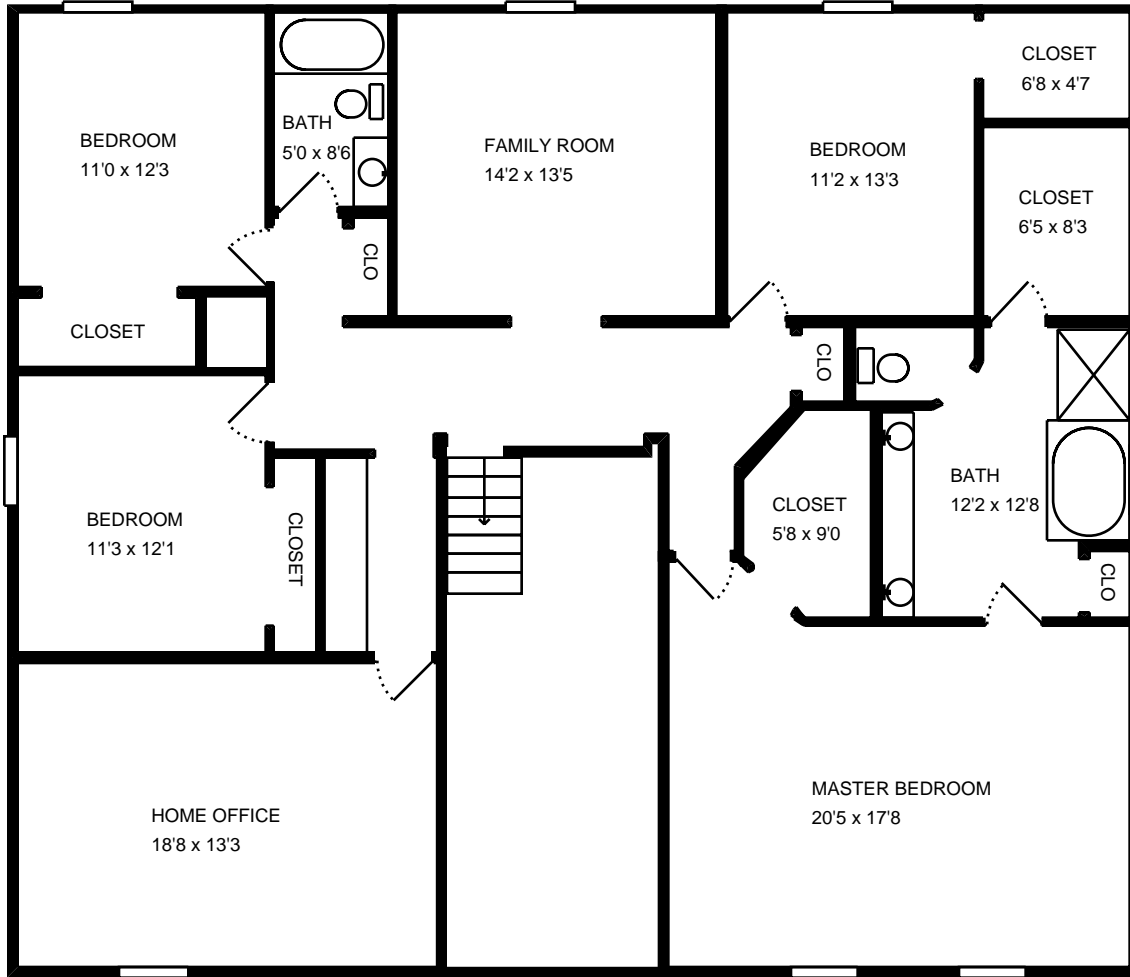 CLOSET
6'8 x 4'7
BATH
5'0 x 8'6
BEDROOM
11'0 x 12'3
FAMILY ROOM
14'2 x 13'5
BEDROOM
11'2 x 13'3
CLOSET
6'5 x 8'3
CLO
CLOSET
CLO
BATH
12'2 x 12'8
CLOSET
5'8 x 9'0
BEDROOM
11'3 x 12'1
CLOSET
CLO
MASTER BEDROOM
20'5 x 17'8
HOME OFFICE
18'8 x 13'3